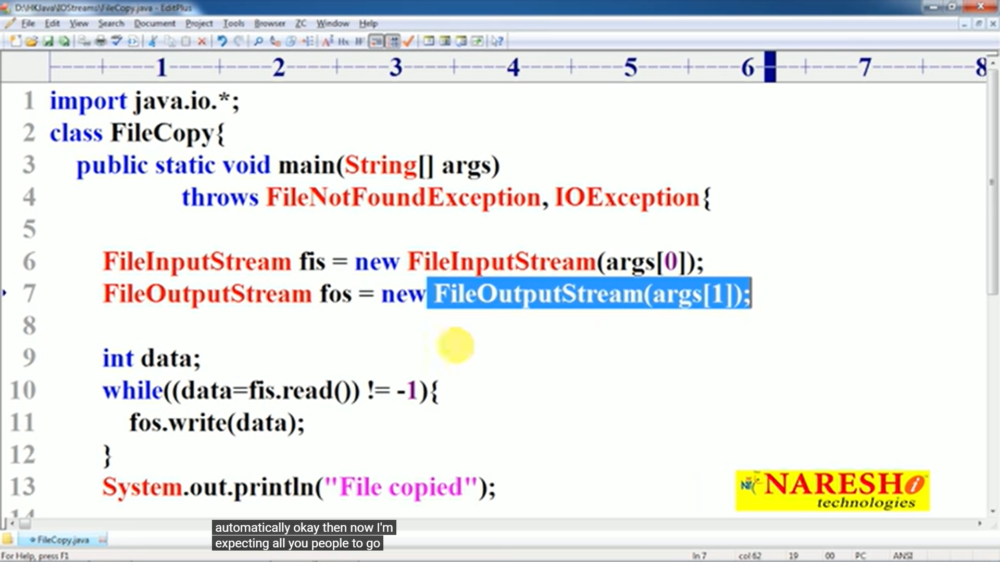 D:\HKJava\IOStreams\FileCopy.java - EditPlus
File Edit View Search Document Project Tools Browser ZC Window Help
1 2 3 4 5 6 7 8
1 import java.io.*;
2 class FileCopy{
3 public static void main(String[] args)
4 throws FileNotFoundException, IOException{
5
6 FileInputStream fis = new FileInputStream(args[0]);
7 FileOutputStream fos = new FileOutputStream(args[1]);
8
9 int data;
10 while((data=fis.read()) != -1){
11 fos.write(data);
12 }
13 System.out.println("File copied");
14
NARESH i
technologies
automatically okay then now I'm
expecting all you people to go
FileCopy.java
For Help, press F1 ln 7 col 62 19 00 PC ANSI